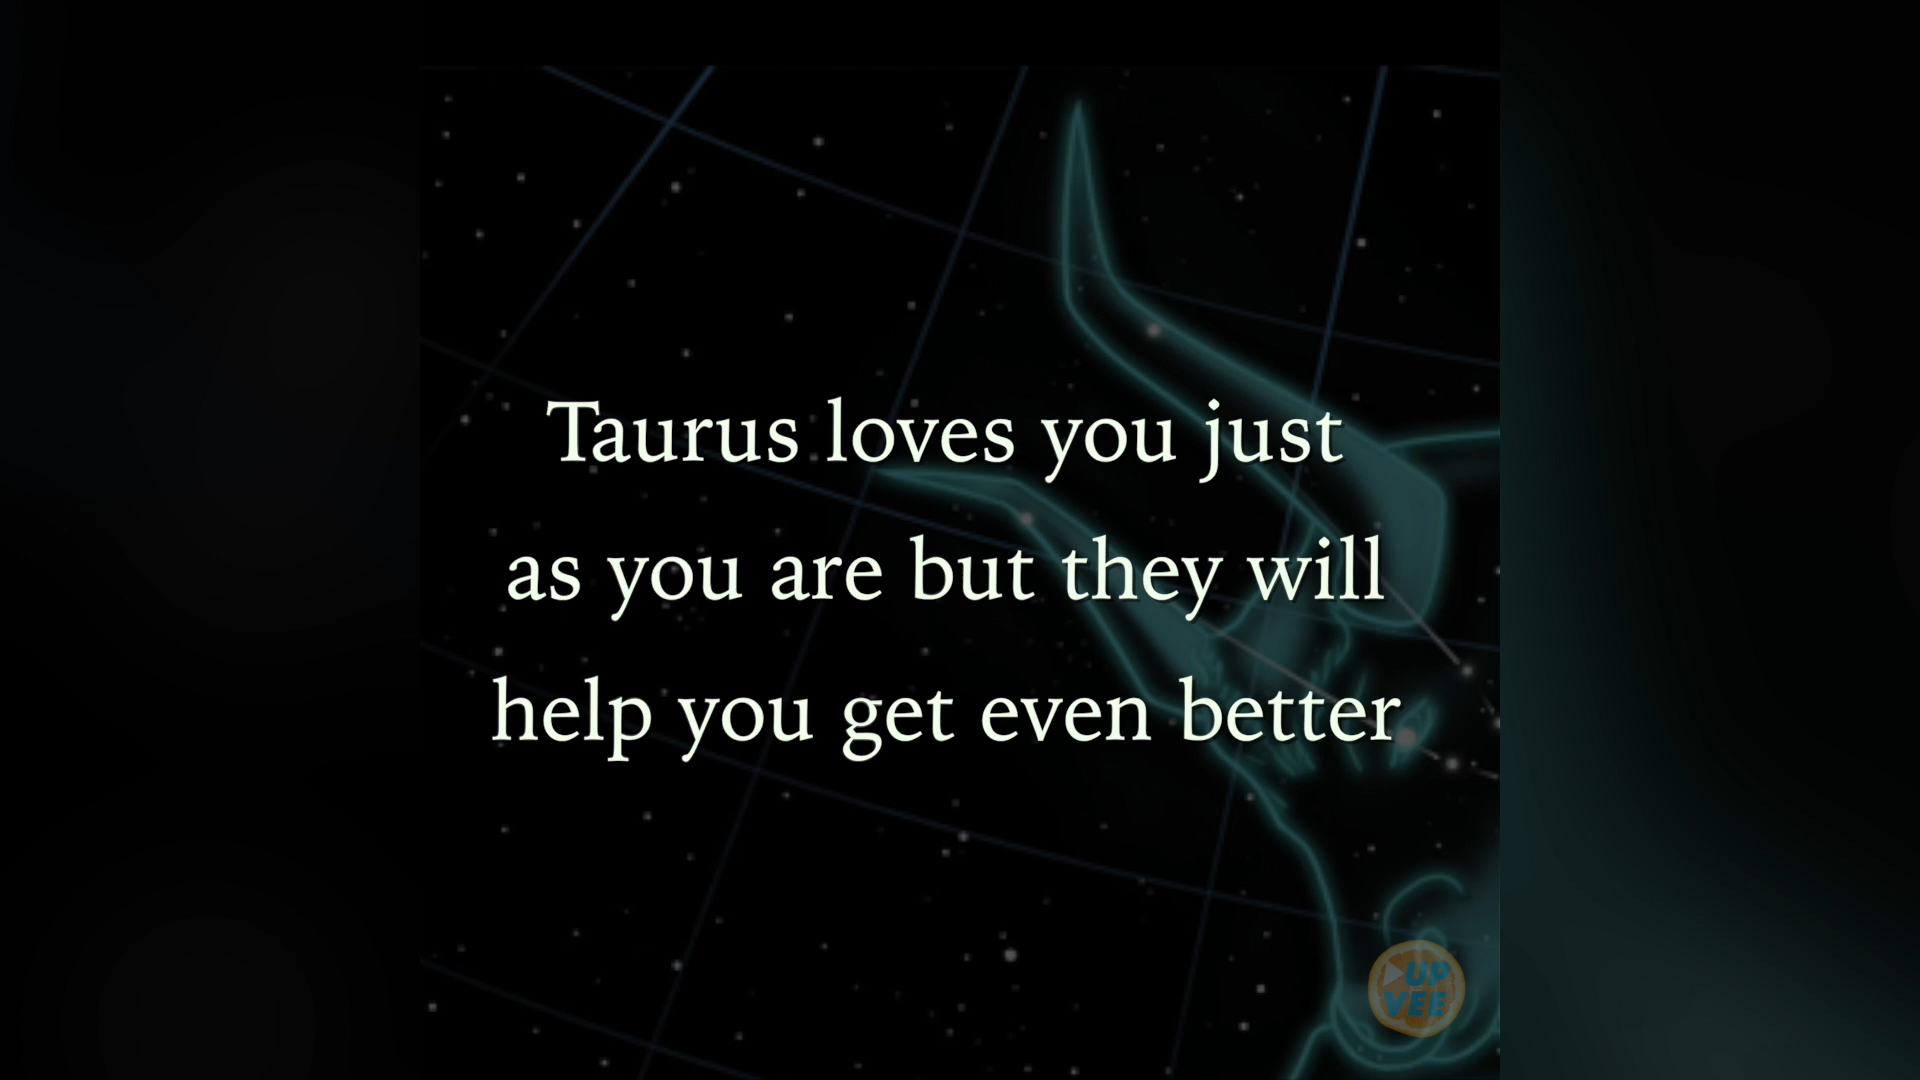 Taurus loves you just
as you are but they will
help you get even better
UP
VEE